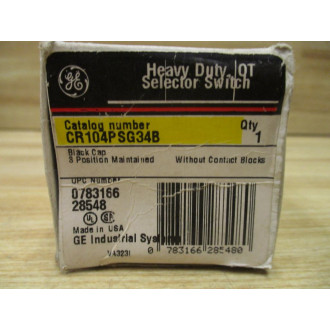 GE
Heavy Duty, OT
Selector Switch
Catalog number
CR104PSG34B
Qty
1
Black Cap
3 Position Maintained
Without Contact Blocks
UPC Number
0783166
28548
UL
Made in USA
GE Industrial Systems
0 783166 285480